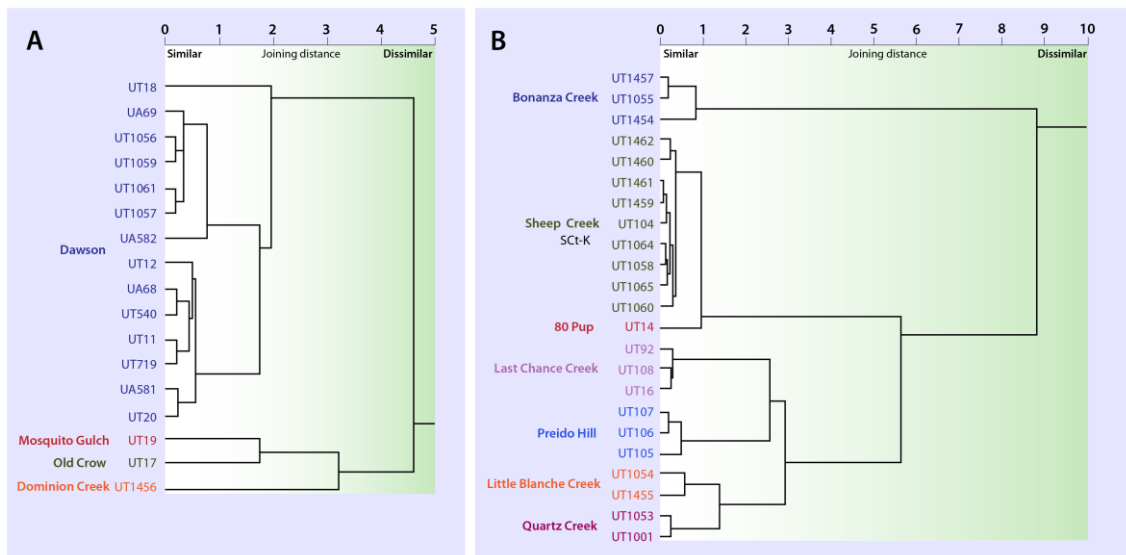 A
0 1 2 3 4 5
Similar Joining distance Dissimilar
UT18
UA69
UT1056
UT1059
UT1061
UT1057
UA582
Dawson
UT12
UA68
UT540
UT11
UT719
UA581
UT20
Mosquito Gulch UT19
Old Crow UT17
Dominion Creek UT1456
B
0 1 2 3 4 5 6 7 8 9 10
Similar Joining distance Dissimilar
UT1457
Bonanza Creek UT1055
UT1454
UT1462
UT1460
UT1461
UT1459
Sheep Creek UT104
SCt-K
UT1064
UT1058
UT1065
UT1060
80 Pup UT14
UT92
Last Chance Creek UT108
UT16
UT107
Preido Hill UT106
UT105
UT1054
Little Blanche Creek
UT1455
UT1053
Quartz Creek
UT1001